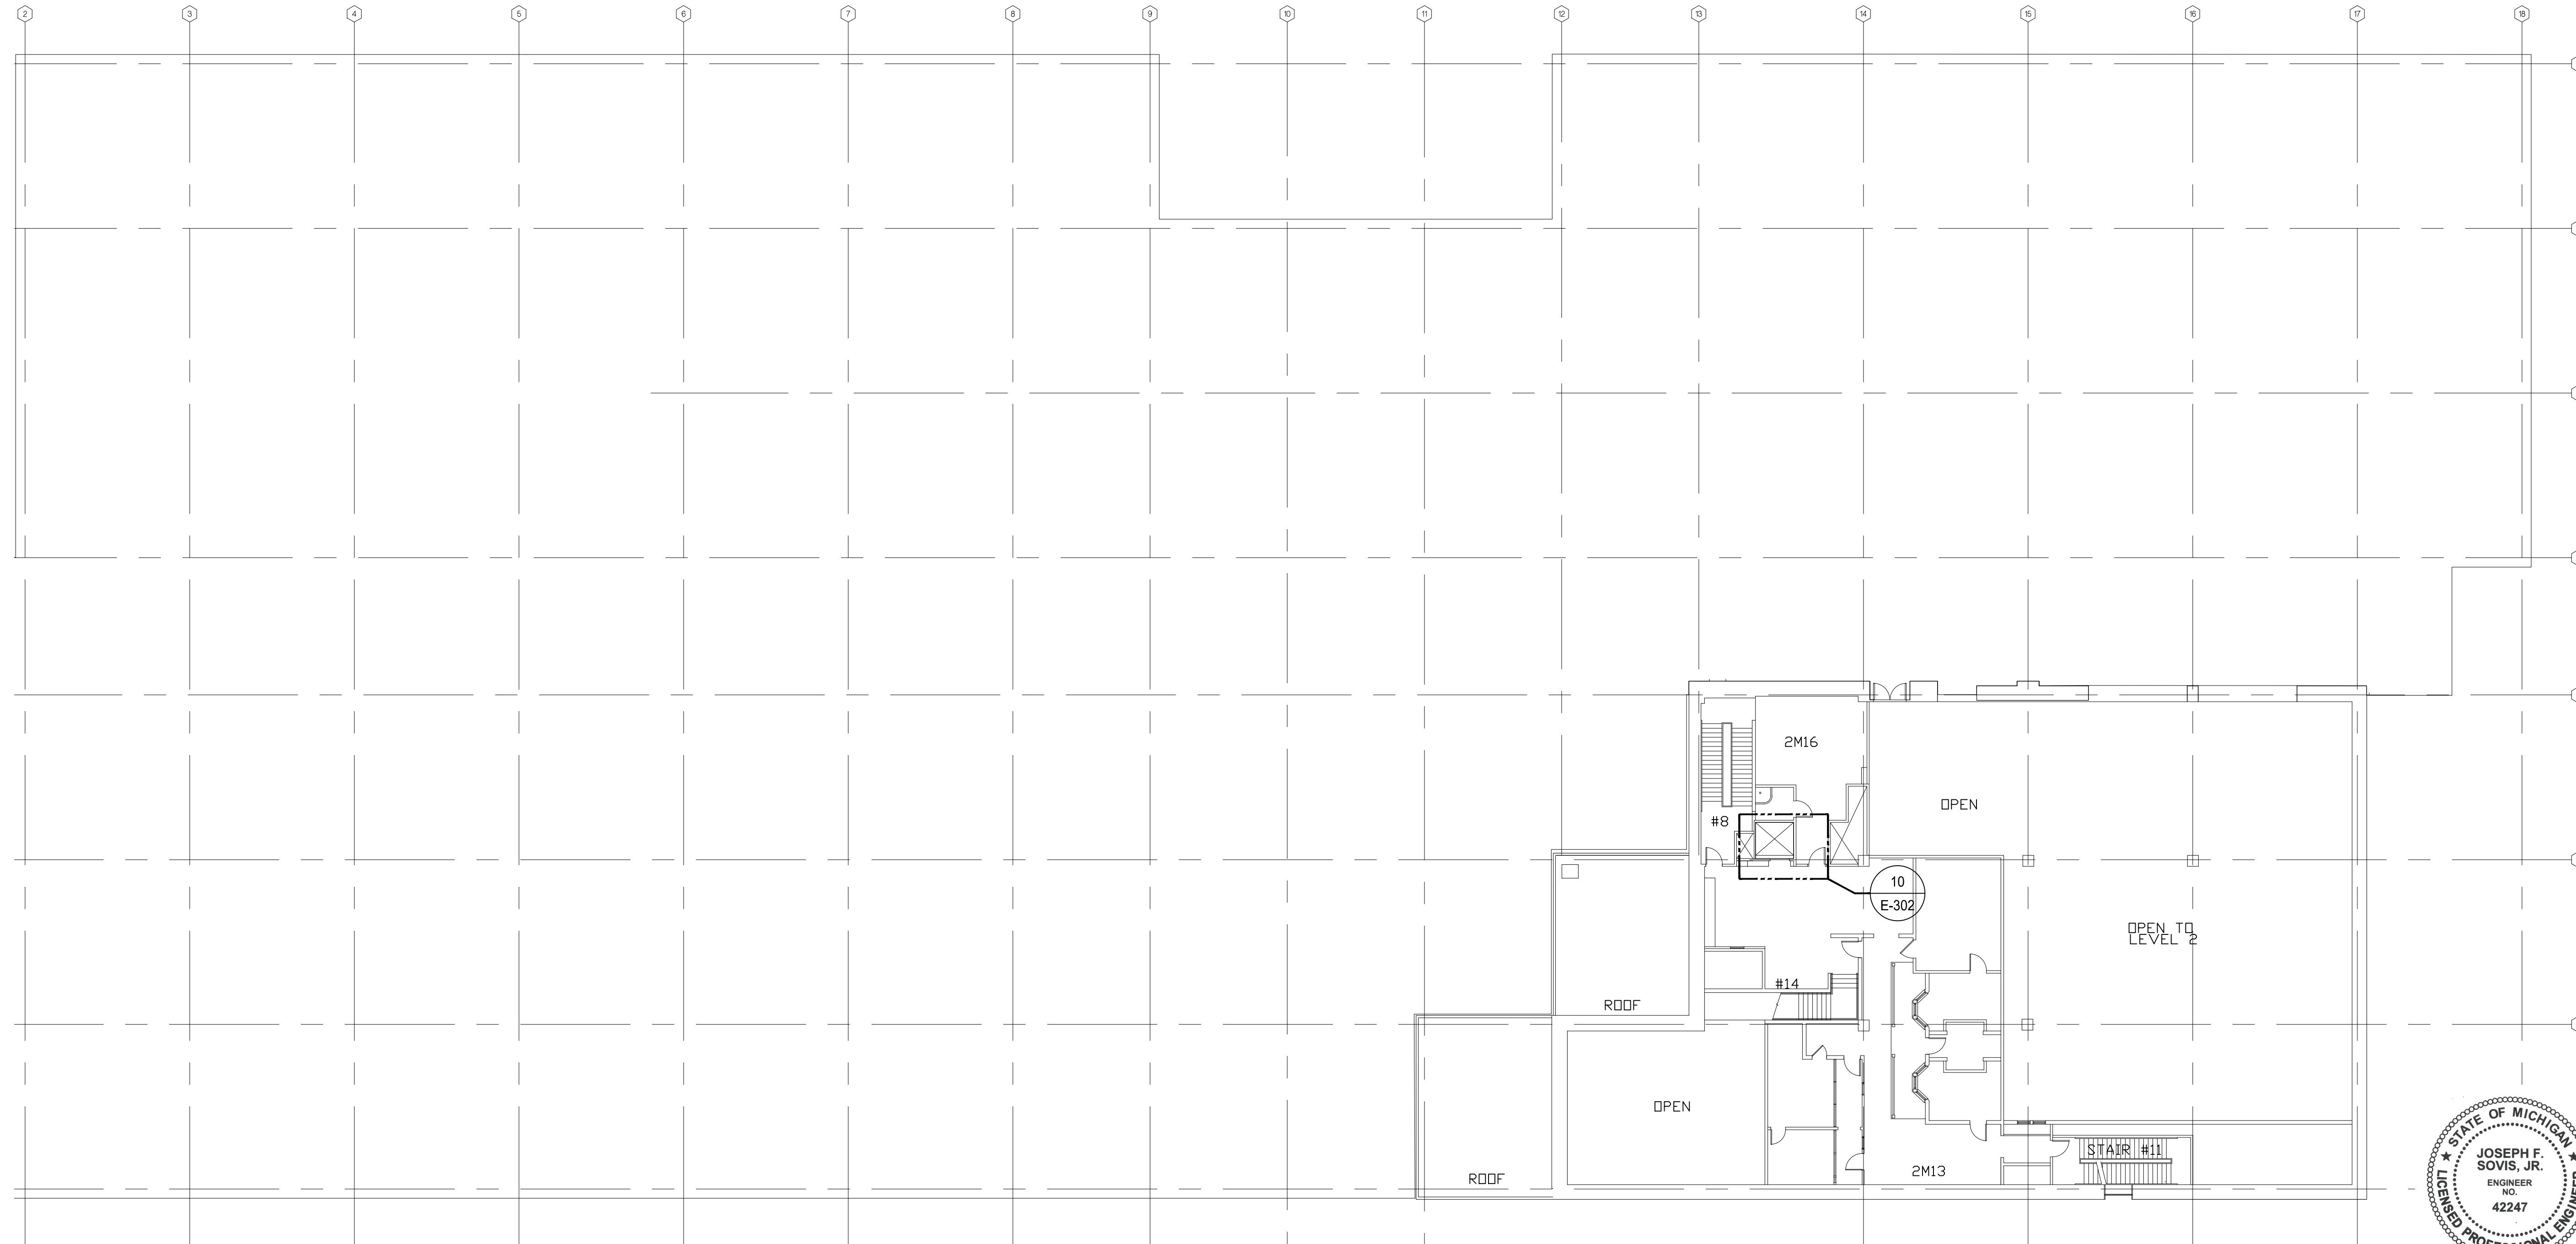 2 3 4 5 6 7 8 9 10 11 12 13 14 15 16 17 18
2M16
OPEN
#8
10
E-302
OPEN TO
LEVEL 2
#14
ROOF
OPEN
ROOF
2M13
STAIR #11
STATE OF MICHIGAN
JOSEPH F.
SOVIS, JR.
ENGINEER
NO.
42247
LICENSED PROFESSIONAL ENGINEER